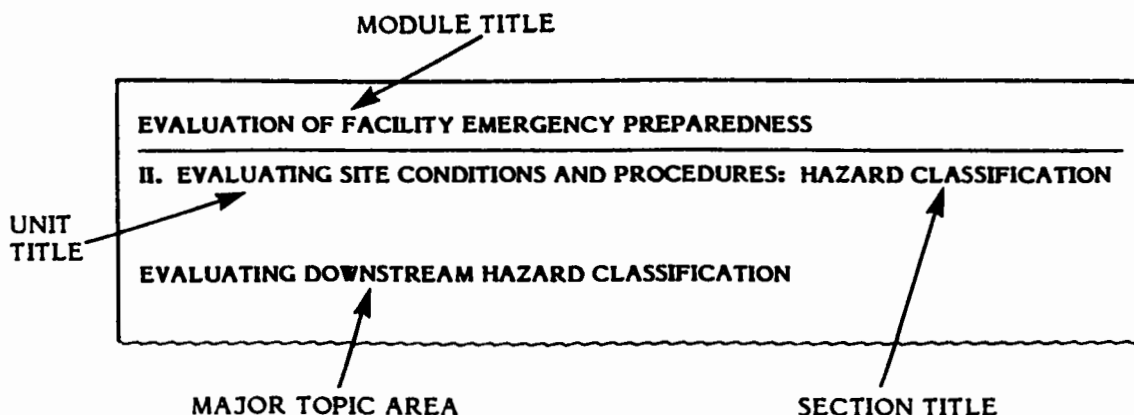 MODULE TITLE
EVALUATION OF FACILITY EMERGENCY PREPAREDNESS
II. EVALUATING SITE CONDITIONS AND PROCEDURES: HAZARD CLASSIFICATION
UNIT
TITLE
EVALUATING DOWNSTREAM HAZARD CLASSIFICATION
MAJOR TOPIC AREA
SECTION TITLE